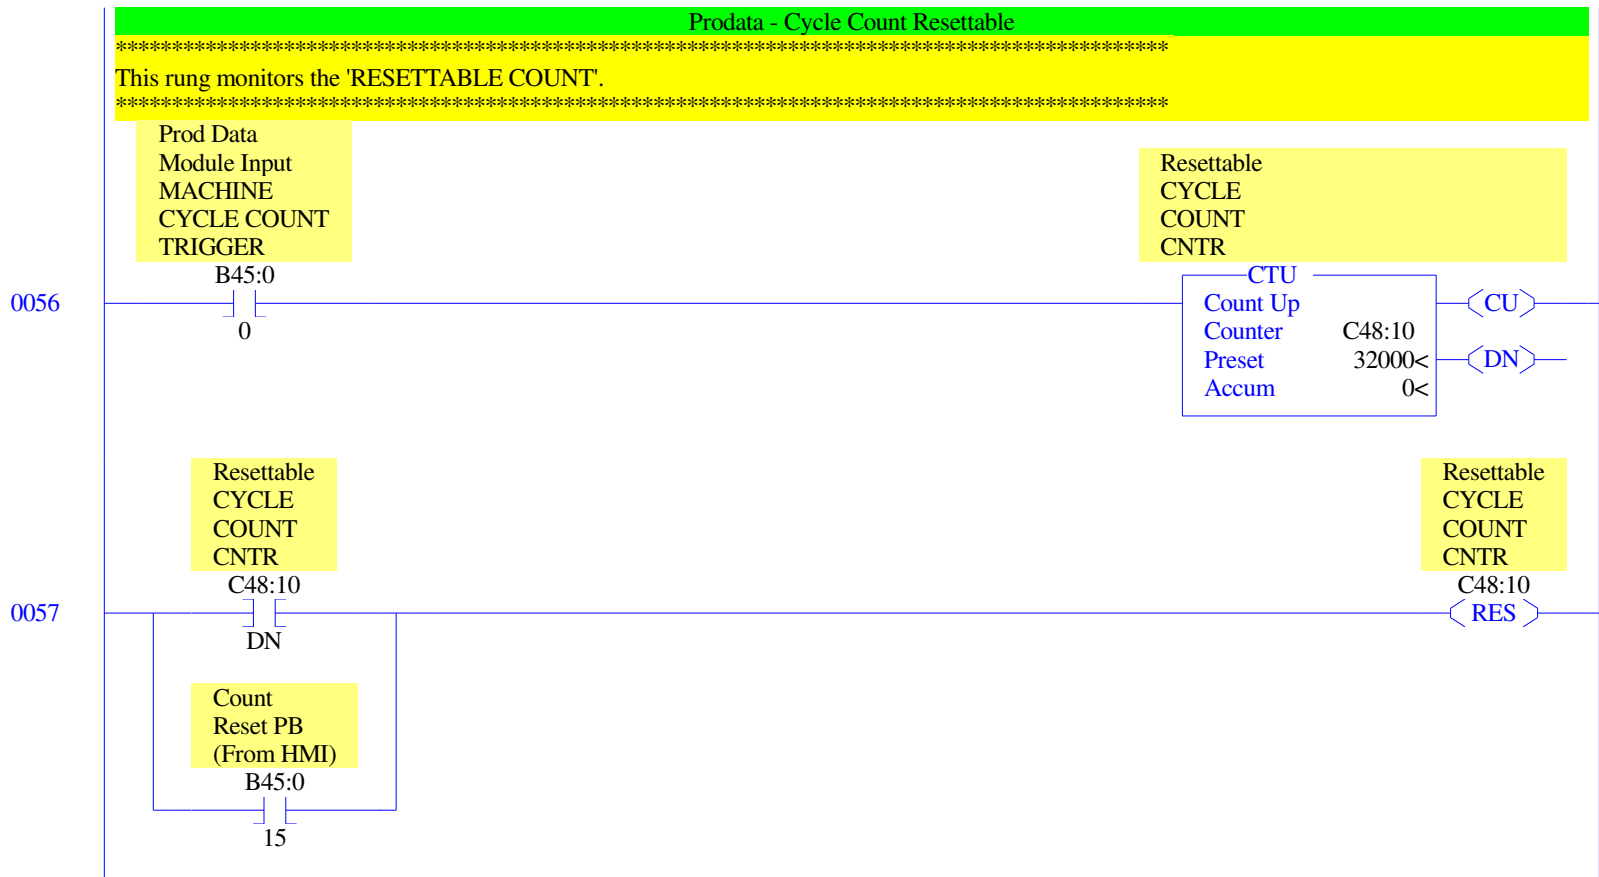 Prodata - Cycle Count Resettable
**********************************************************************************************
This rung monitors the 'RESETTABLE COUNT'.
**********************************************************************************************
Prod Data
Module Input
MACHINE
CYCLE COUNT
TRIGGER
B45:0
0
0056
Resettable
CYCLE
COUNT
CNTR
CTU
Count Up
Counter C48:10
Preset 32000<
Accum 0<
CU
DN
Resettable
CYCLE
COUNT
CNTR
C48:10
DN
0057
Count
Reset PB
(From HMI)
B45:0
15
Resettable
CYCLE
COUNT
CNTR
C48:10
RES